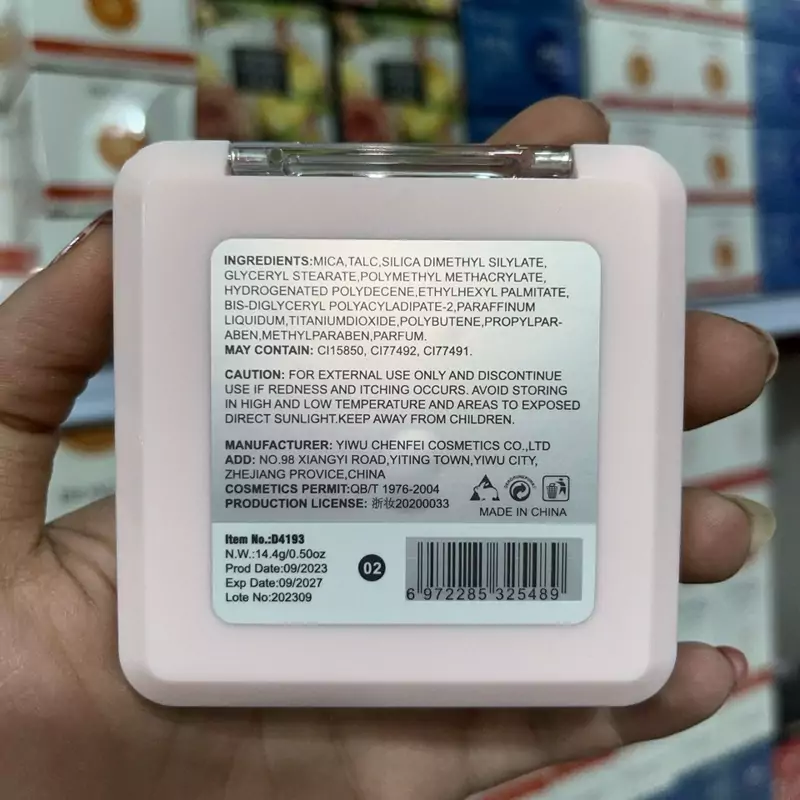 INGREDIENTS:MICA,TALC,SILICA DIMETHYL SILYLATE,
GLYCERYL STEARATE,POLYMETHYL METHACRYLATE,
HYDROGENATED POLYDECENE,ETHYLHEXYL PALMITATE,
BIS-DIGLYCERYL POLYACYLADIPATE-2,PARAFFINUM
LIQUIDUM,TITANIUMDIOXIDE,POLYBUTENE,PROPYLPAR-
ABEN,METHYLPARABEN,PARFUM.
MAY CONTAIN: CI15850, CI77492, CI77491.
CAUTION: FOR EXTERNAL USE ONLY AND DISCONTINUE
USE IF REDNESS AND ITCHING OCCURS. AVOID STORING
IN HIGH AND LOW TEMPERATURE AND AREAS TO EXPOSED
DIRECT SUNLIGHT.KEEP AWAY FROM CHILDREN.
MANUFACTURER: YIWU CHENFEI COSMETICS CO.,LTD
ADD: NO.98 XIANGYI ROAD,YITING TOWN,YIWU CITY,
ZHEJIANG PROVICE,CHINA
COSMETICS PERMIT:QB/T 1976-2004
PRODUCTION LICENSE: 浙妆20200033
MADE IN CHINA
Item No.:D4193
N.W.:14.4g/0.50oz
Prod Date:09/2023
Exp Date:09/2027
Lote No:202309
02
6 972285 325489